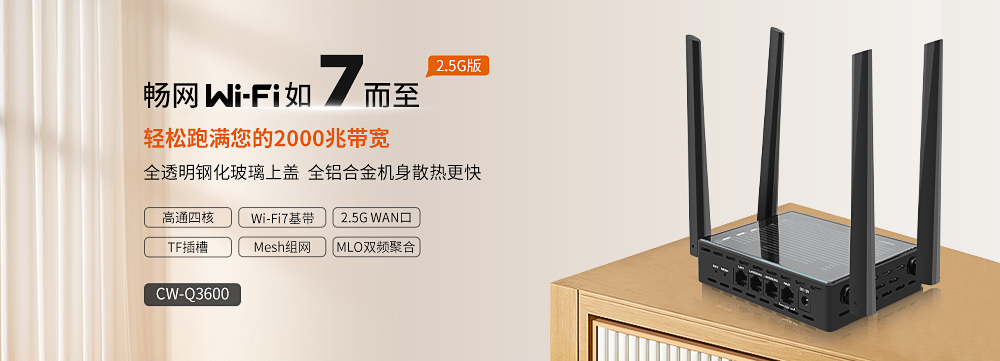 2.5G版
畅网 Wi-Fi 如 7 而至
轻松跑满您的2000兆带宽
全透明钢化玻璃上盖 全铝合金机身散热更快
高通四核 Wi-Fi7基带 2.5G WAN口
TF插槽 Mesh组网 MLO双频聚合
CW-Q3600